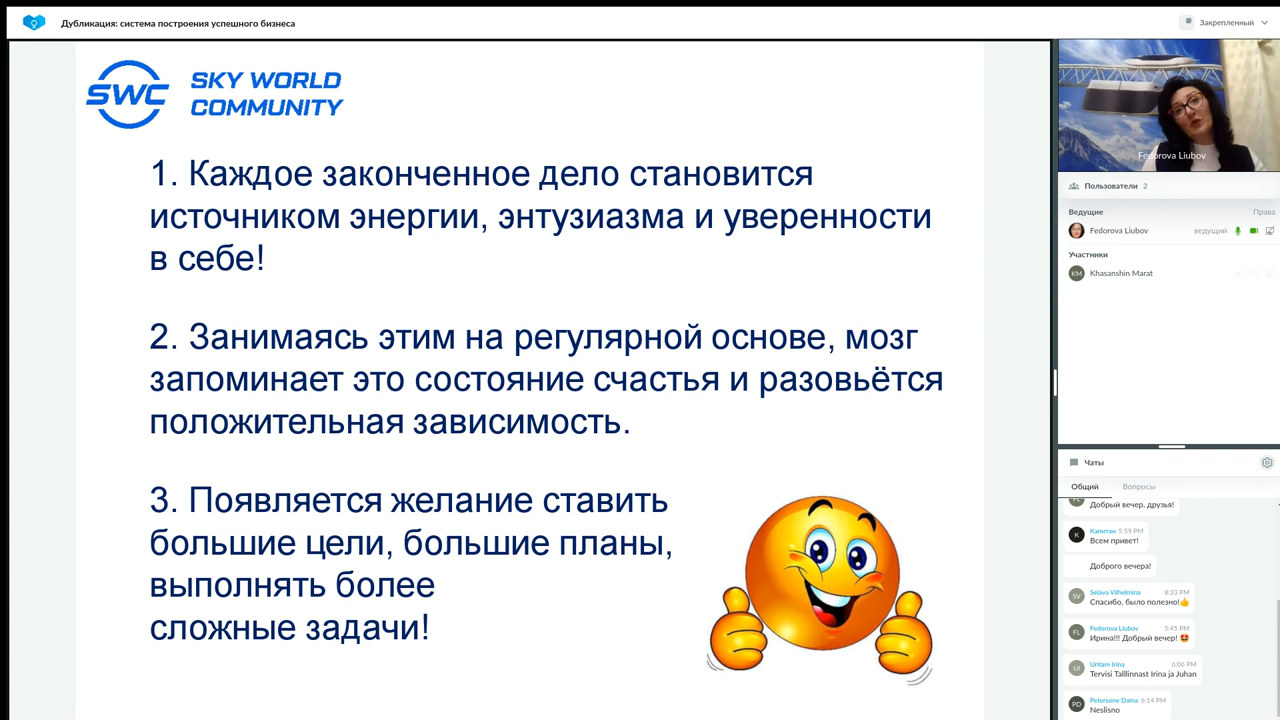 Дубликация: система построения успешного бизнеса
Закрепленный
SWC
SKY WORLD
COMMUNITY
1. Каждое законченное дело становится
источником энергии, энтузиазма и уверенности
в себе!
2. Занимаясь этим на регулярной основе, мозг
запоминает это состояние счастья и разовьётся
положительная зависимость.
3. Появляется желание ставить
большие цели, большие планы,
выполнять более
сложные задачи!
Fedorova Liubov
Пользователи 2
Ведущие Права
Fedorova Liubov ведущий
Участники
KM Khasanshin Marat
Чаты
Общий Вопросы
Добрый вечер, друзья!
Капитан 5:59 PM
K Всем привет!
Доброго вечера!
Selava Vilhelmina 8:33 PM
SV Спасибо, было полезно!👍
Fedorova Liubov 5:45 PM
FL Ирина!!! Добрый вечер! 🤩
Uritam Irina 6:06 PM
UI Tervisi Talllinnast Irina ja Juhan
Petersone Daina 6:14 PM
PD Neslisno